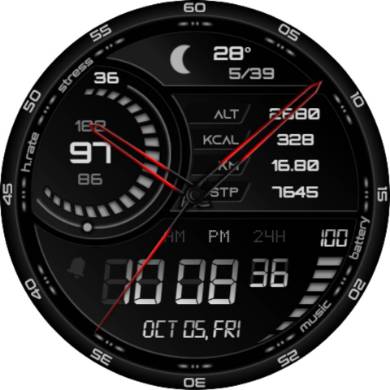 60
55
05
50
10
45
15
40
20
35
25
30
stress
h.rate
battery
music
28°
5/39
36
97
86
ALT
KCAL 328
KM 16.80
STP 7645
AM PM 24H 100
10 08 36
OCT 05, FRI